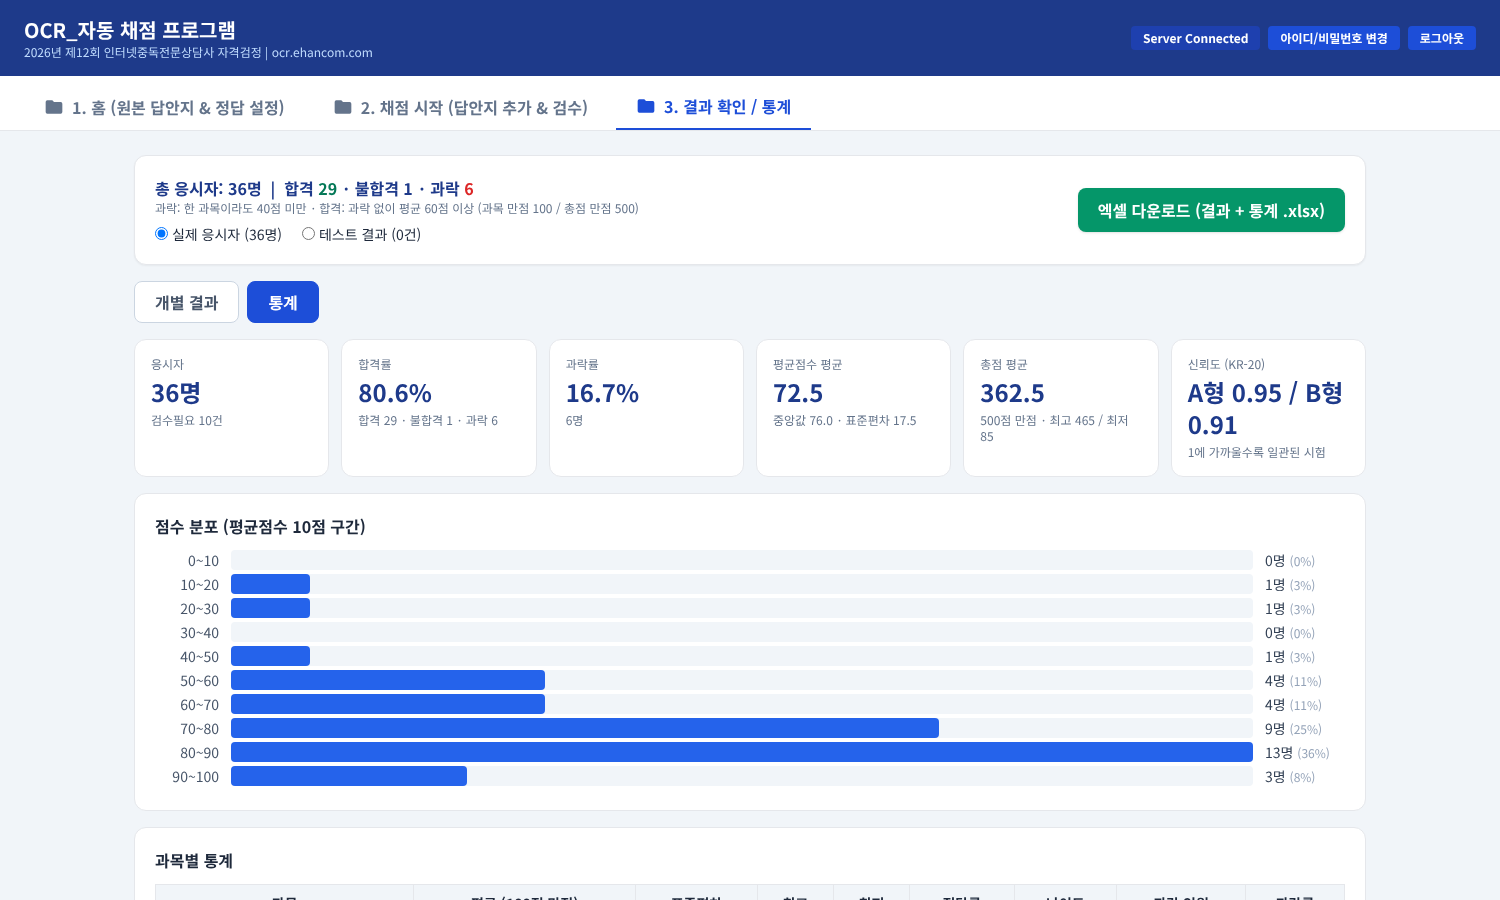 OCR_자동 채점 프로그램
2026년 제12회 인터넷중독전문상담사 자격검정 | ocr.ehancom.com
Server Connected
아이디/비밀번호 변경
로그아웃
1. 홈 (원본 답안지 & 정답 설정)
2. 채점 시작 (답안지 추가 & 검수)
3. 결과 확인 / 통계
총 응시자: 36명 | 합격 29 · 불합격 1 · 과락 6
과락: 한 과목이라도 40점 미만 · 합격: 과락 없이 평균 60점 이상 (과목 만점 100 / 총점 만점 500)
실제 응시자 (36명)
테스트 결과 (0건)
엑셀 다운로드 (결과 + 통계 .xlsx)
개별 결과
통계
응시자
36명
검수필요 10건
합격률
80.6%
합격 29 · 불합격 1 · 과락 6
과락률
16.7%
6명
평균점수 평균
72.5
중앙값 76.0 · 표준편차 17.5
총점 평균
362.5
500점 만점 · 최고 465 / 최저
85
신뢰도 (KR-20)
A형 0.95 / B형
0.91
1에 가까울수록 일관된 시험
점수 분포 (평균점수 10점 구간)
0~10 0명 (0%)
10~20 1명 (3%)
20~30 1명 (3%)
30~40 0명 (0%)
40~50 1명 (3%)
50~60 4명 (11%)
60~70 4명 (11%)
70~80 9명 (25%)
80~90 13명 (36%)
90~100 3명 (8%)
과목별 통계